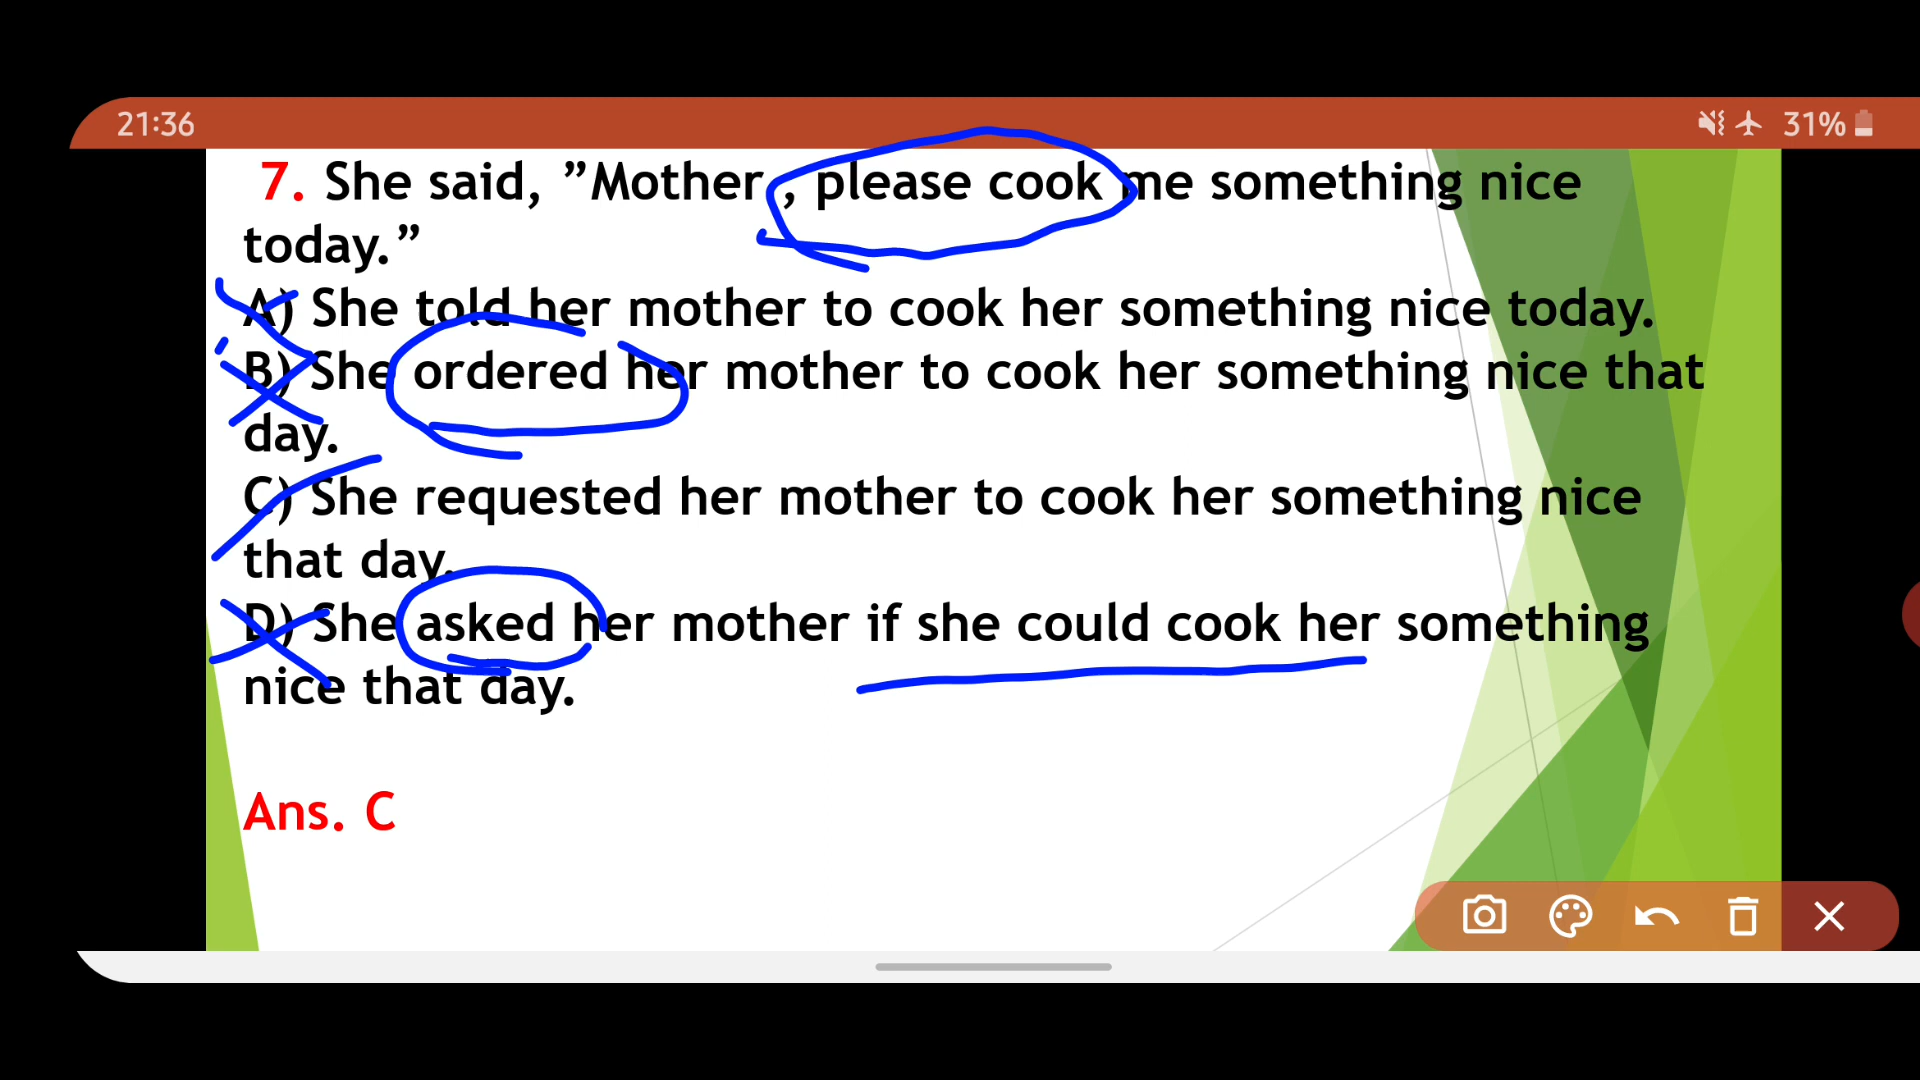 21:36
31%
7. She said, ”Mother , please cook me something nice
today.”
A) She told her mother to cook her something nice today.
B) She ordered her mother to cook her something nice that
day.
C) She requested her mother to cook her something nice
that day.
D) She asked her mother if she could cook her something
nice that day.
Ans. C